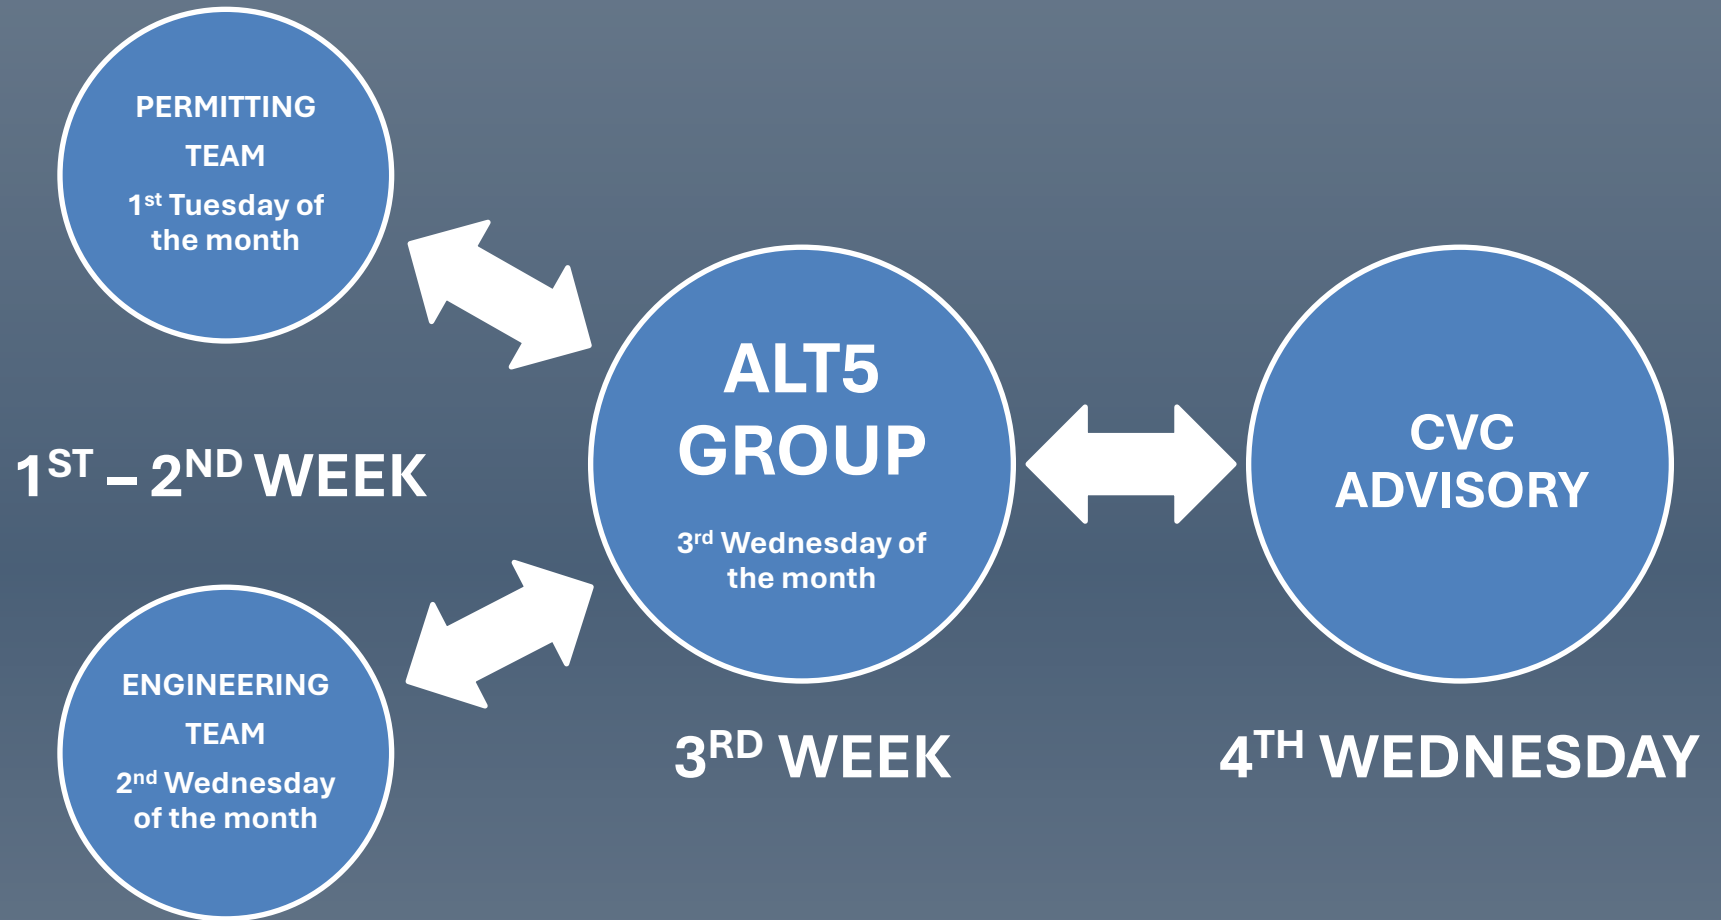 PERMITTING
TEAM
1st Tuesday of
the month
1ST – 2ND WEEK
ENGINEERING
TEAM
2nd Wednesday
of the month
ALT5
GROUP
3rd Wednesday of
the month
3RD WEEK
CVC
ADVISORY
4TH WEDNESDAY